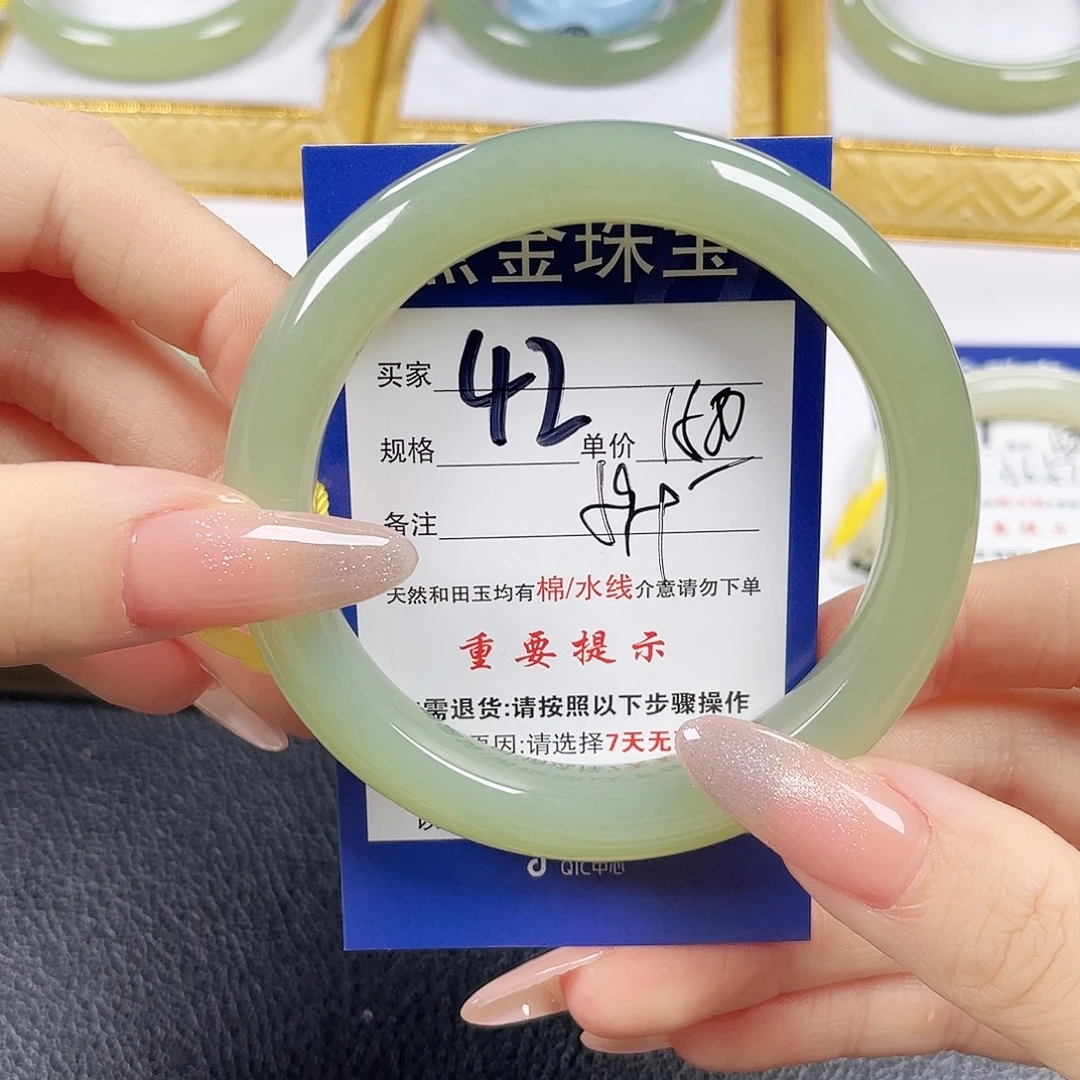 金珠宝
买家 42
规格 单价
备注
天然和田玉均有棉/水线介意请勿下单
重要提示
需退货:请按照以下步骤操作
原因:请选择7天无
QIC中心